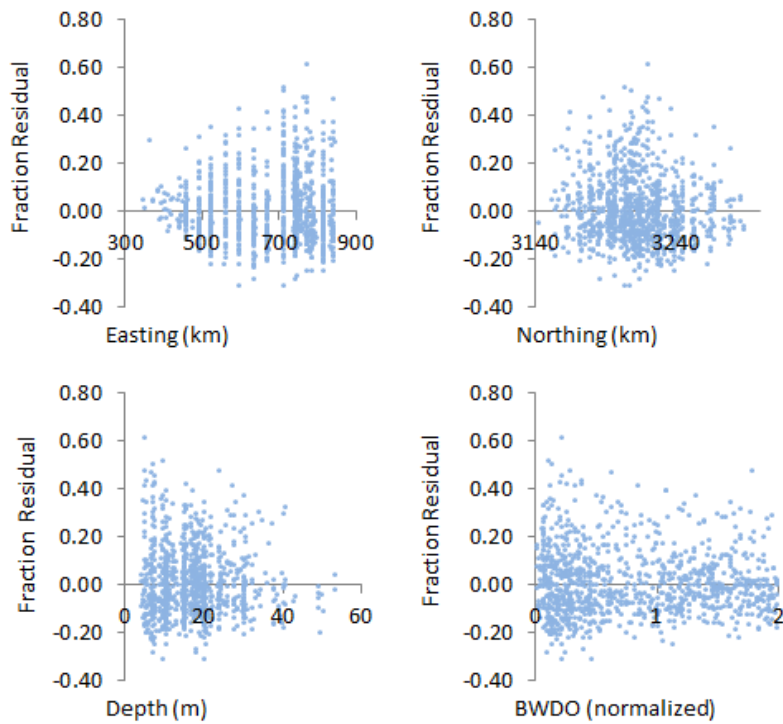 0.80
0.60
0.40
0.20
0.00
-0.20
-0.40
300 500 700 900
Fraction Residual
Easting (km)
0.80
0.60
0.40
0.20
0.00
-0.20
-0.40
3140 3240
Fraction Resdiual
Northing (km)
0.80
0.60
0.40
0.20
0.00
-0.20
-0.40
0 20 40 60
Fraction Residual
Depth (m)
0.80
0.60
0.40
0.20
0.00
-0.20
-0.40
0 1 2
Fraction Residual
BWDO (normalized)